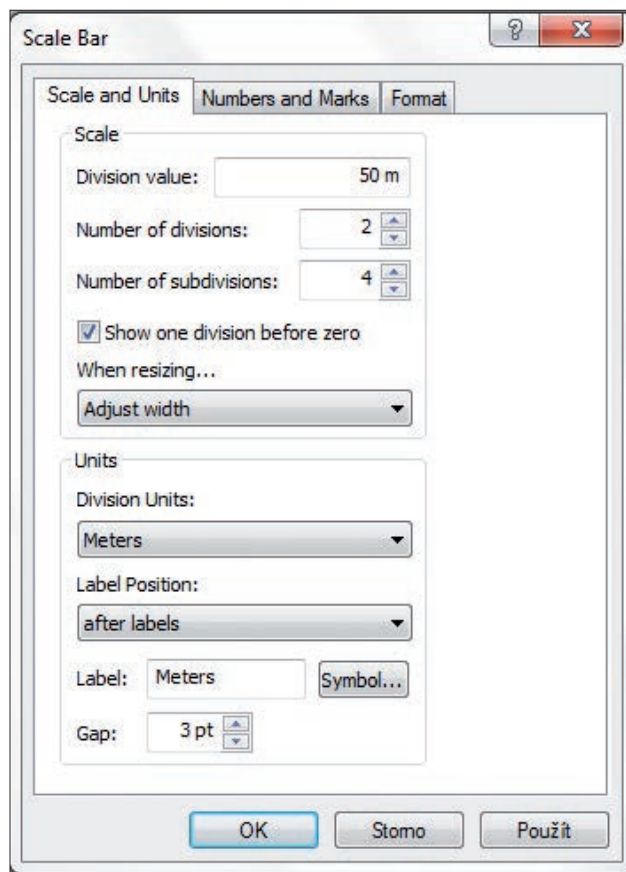 Scale Bar
?
Scale and Units Numbers and Marks Format
Scale
Division value: 50 m
Number of divisions: 2
Number of subdivisions: 4
Show one division before zero
When resizing...
Adjust width
Units
Division Units:
Meters
Label Position:
after labels
Label: Meters Symbol...
Gap: 3 pt
OK Storno Použít